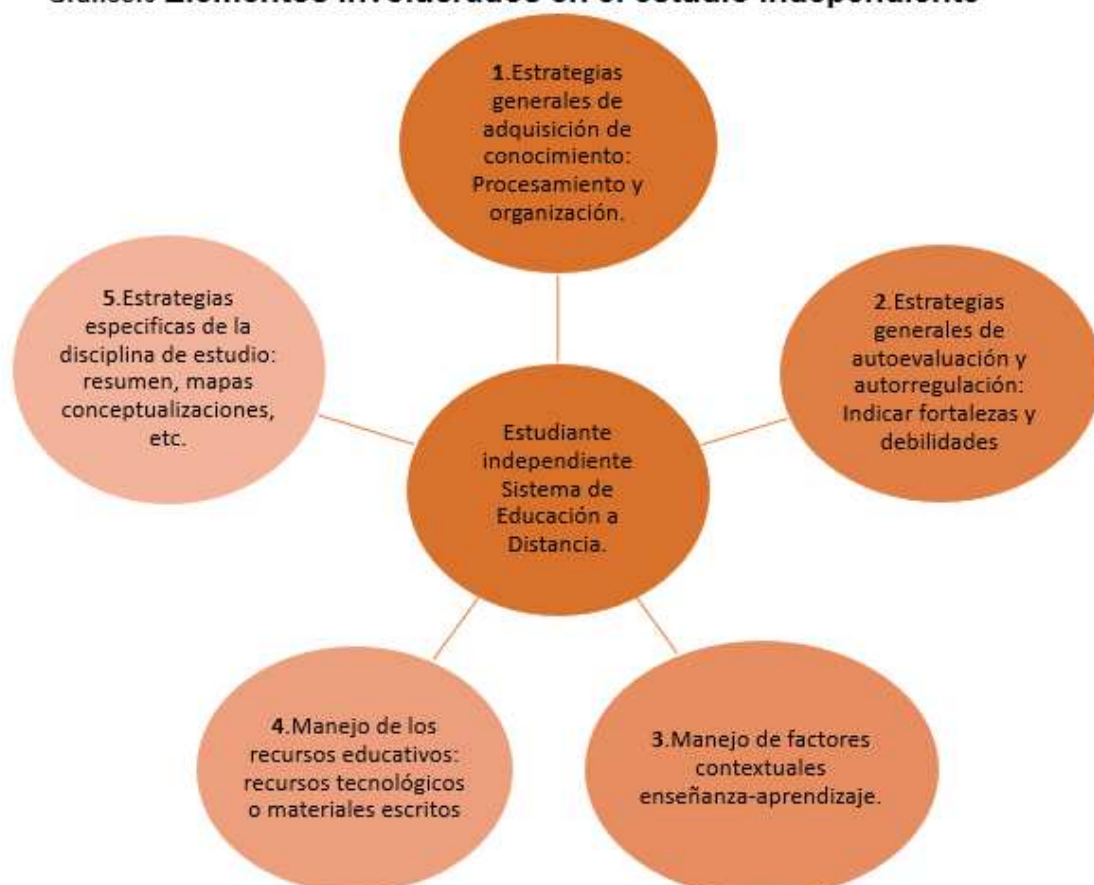 Elementos involucrados en el estudio independiente
1.Estrategias
generales de
adquisición de
conocimiento:
Procesamiento y
organización.
2.Estrategias
generales de
autoevaluación y
autorregulación:
Indicar fortalezas y
debilidades
3.Manejo de factores
contextuales
enseñanza-aprendizaje.
4.Manejo de los
recursos educativos:
recursos tecnológicos
o materiales escritos
5.Estrategias
especificas de la
disciplina de estudio:
resumen, mapas
conceptualizaciones,
etc.
Estudiante
independiente
Sistema de
Educación a
Distancia.